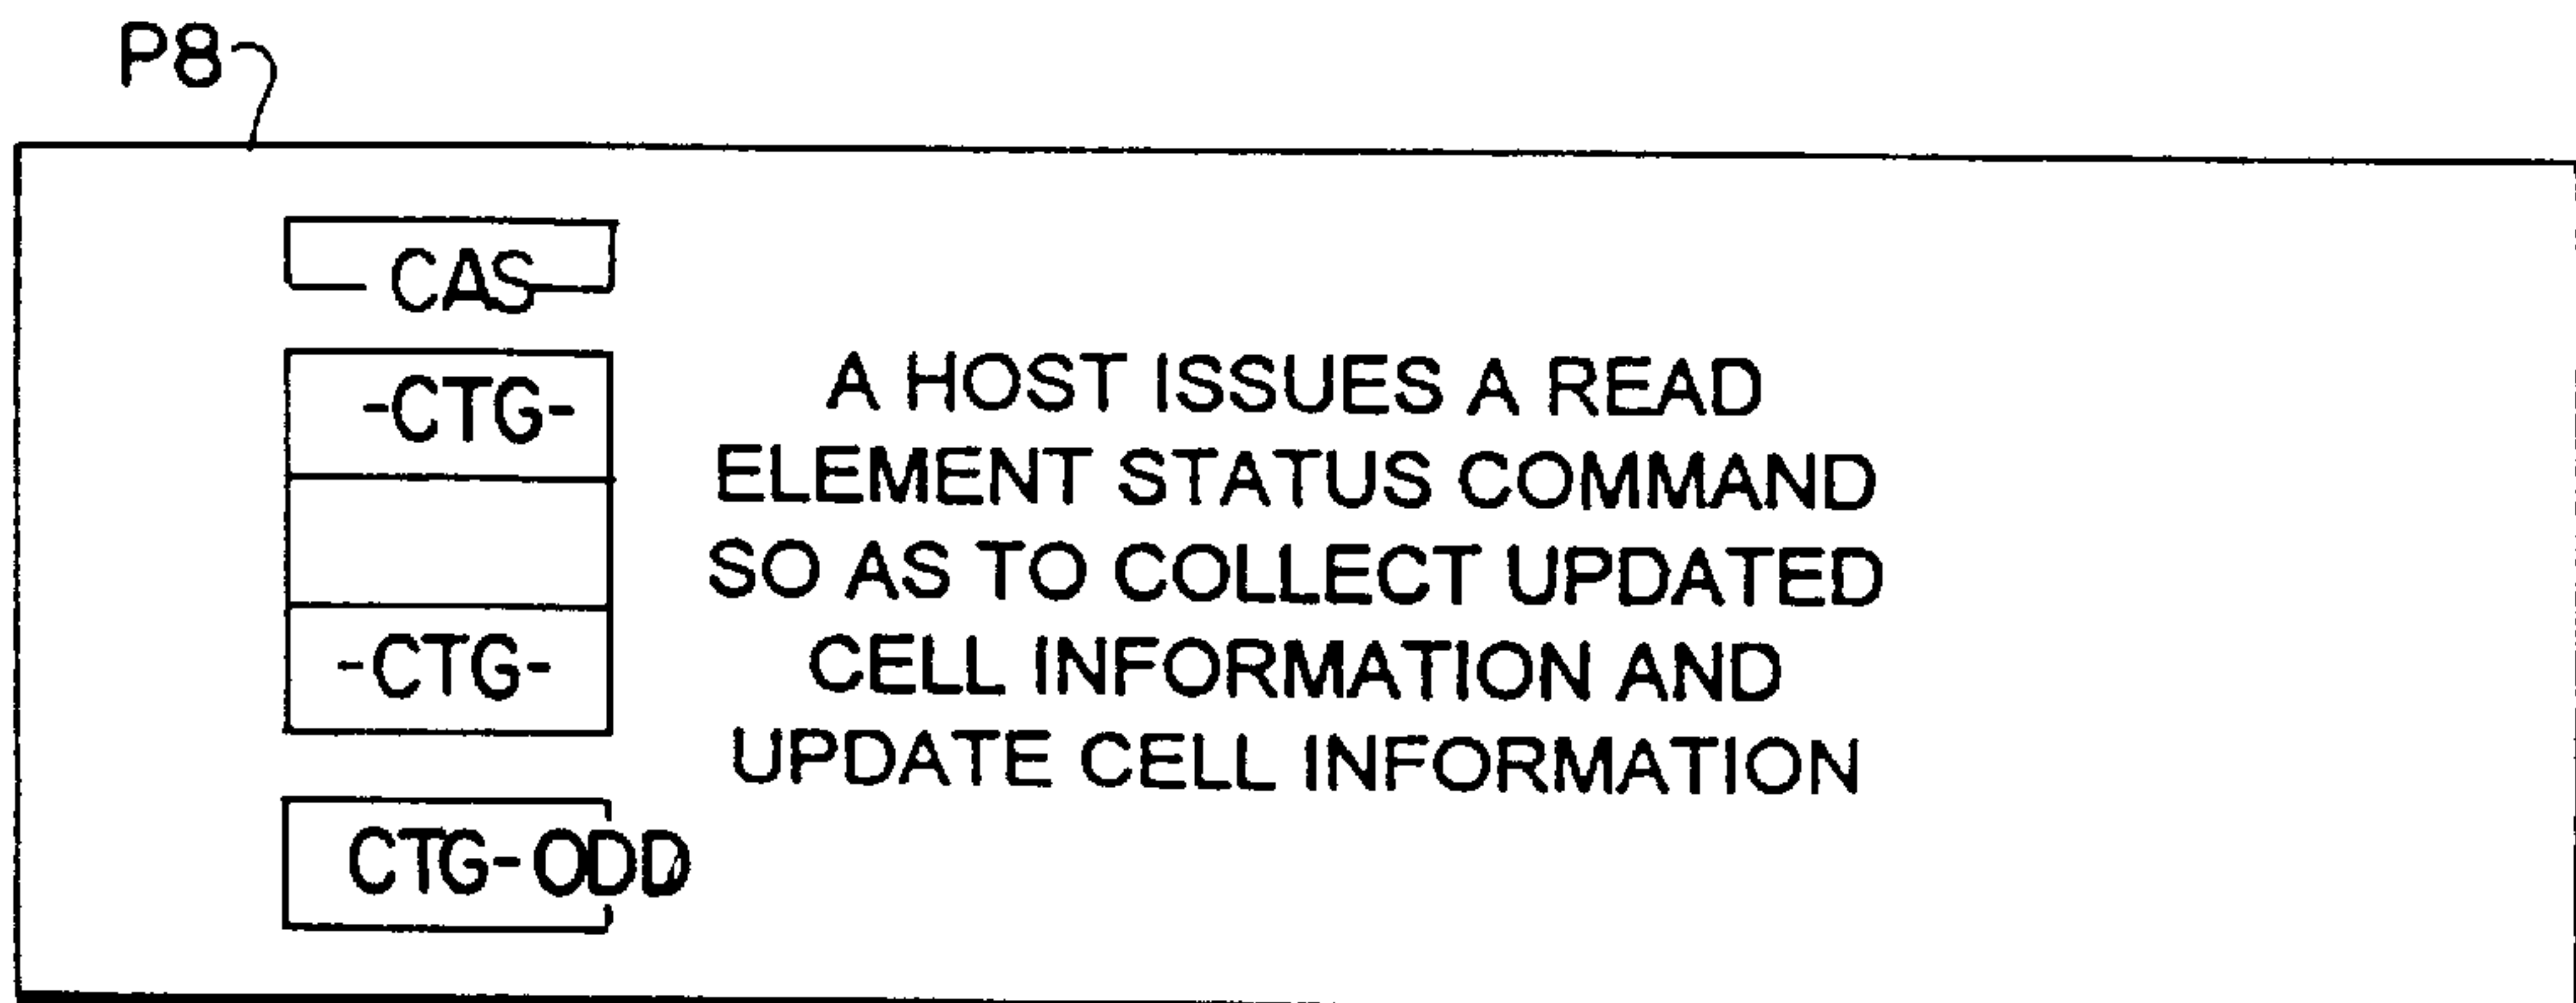 P8
CAS
-CTG-
-CTG-
CTG-ODD
A HOST ISSUES A READ
ELEMENT STATUS COMMAND
SO AS TO COLLECT UPDATED
CELL INFORMATION AND
UPDATE CELL INFORMATION